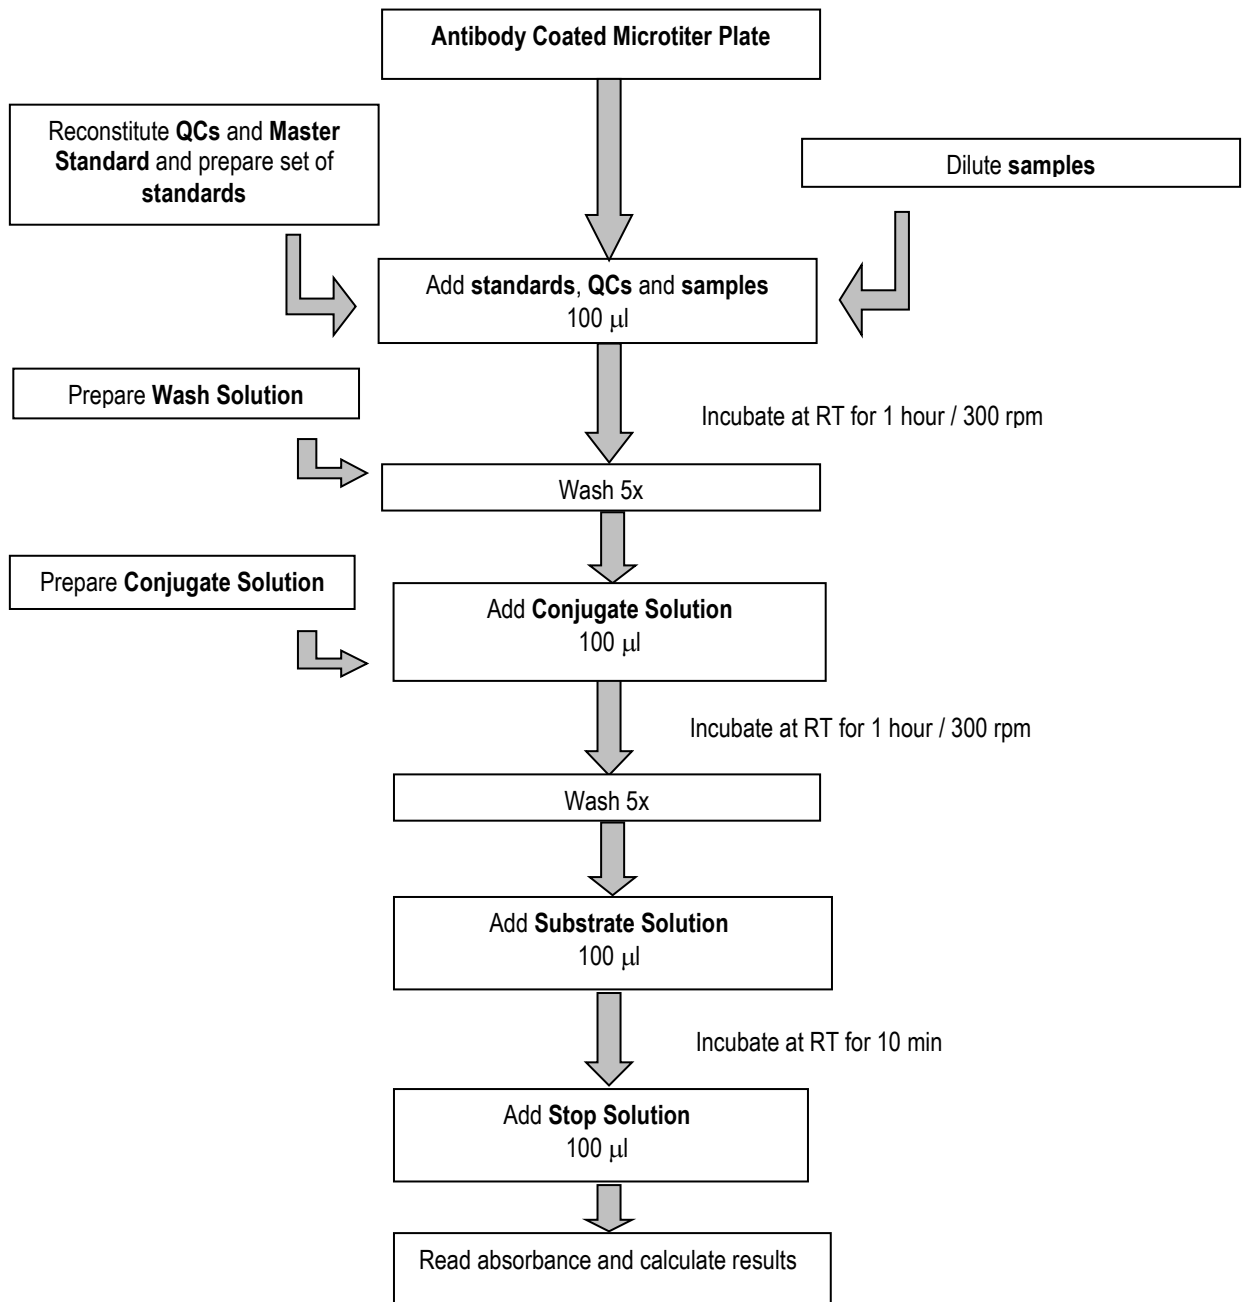 Antibody Coated Microtiter Plate
Reconstitute QCs and Master
Standard and prepare set of
standards
Dilute samples
Add standards, QCs and samples
100 µl
Prepare Wash Solution
Incubate at RT for 1 hour / 300 rpm
Wash 5x
Prepare Conjugate Solution
Add Conjugate Solution
100 µl
Incubate at RT for 1 hour / 300 rpm
Wash 5x
Add Substrate Solution
100 µl
Incubate at RT for 10 min
Add Stop Solution
100 µl
Read absorbance and calculate results